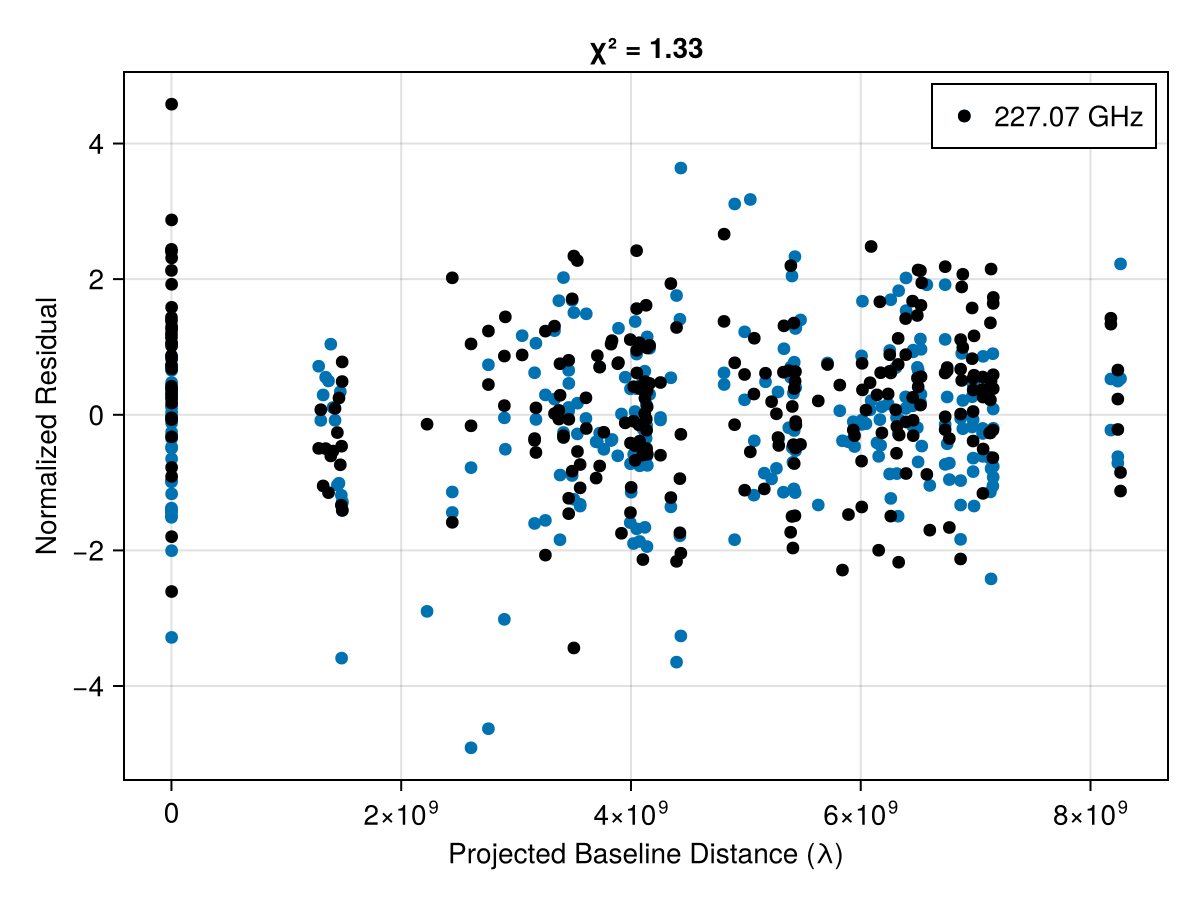 χ² = 1.33
227.07 GHz
Normalized Residual
4
2
0
−2
−4
0
2×10⁹
4×10⁹
6×10⁹
8×10⁹
Projected Baseline Distance (λ)